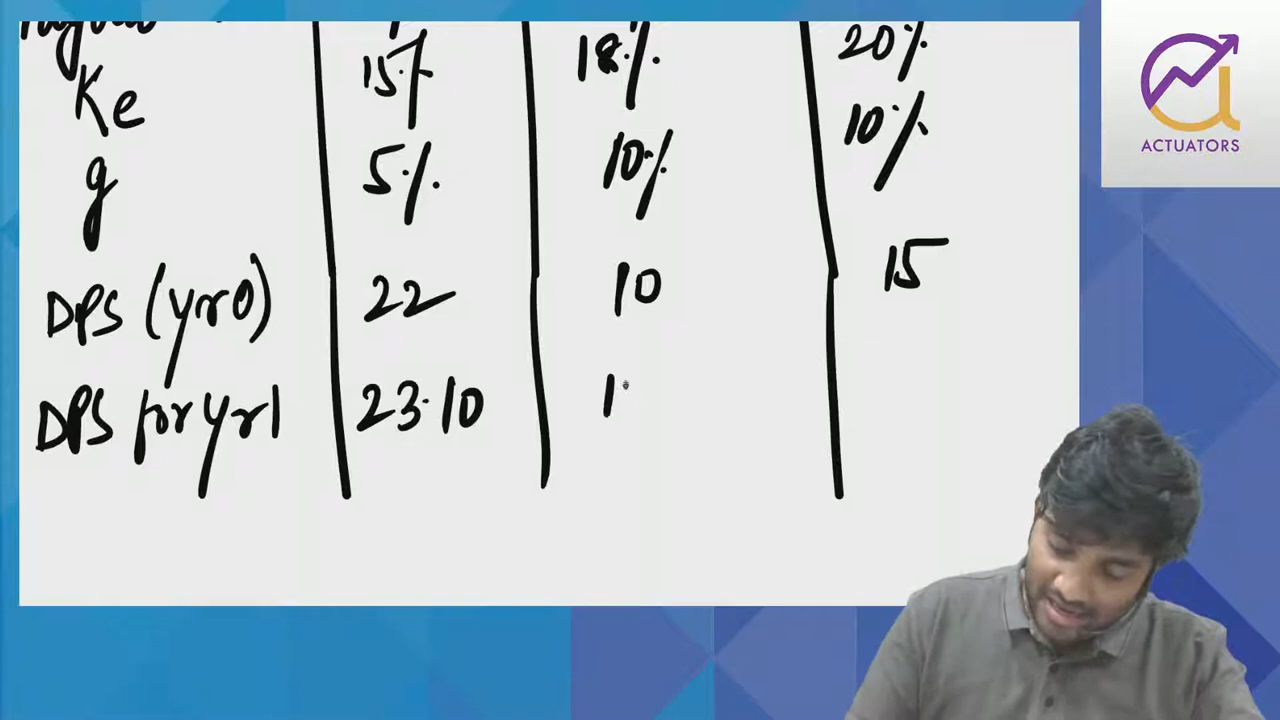 Ke 15% 18% 20%
g 5% 10% 10%
DPS (yr0) 22 10 15
DPS for yr1 23.10 1
ACTUATORS